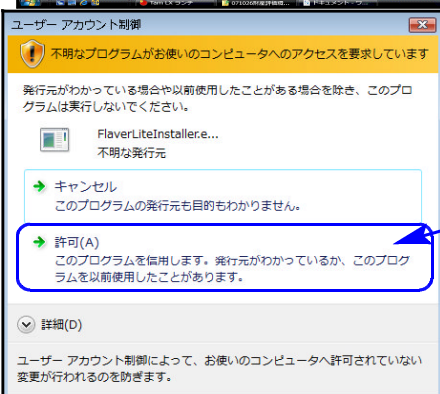 ユーザー アカウント制御
不明なプログラムがお使いのコンピュータへのアクセスを要求しています
発行元がわかっている場合や以前使用したことがある場合を除き、このプロ
グラムは実行しないでください。
FlaverLiteInstaller.e...
不明な発行元
キャンセル
このプログラムの発行元も目的もわかりません。
許可(A)
このプログラムを信用します。発行元がわかっているか、このプログ
ラムを以前使用したことがあります。
詳細(D)
ユーザー アカウント制御によって、お使いのコンピュータへ許可されていない
変更が行われるのを防ぎます。